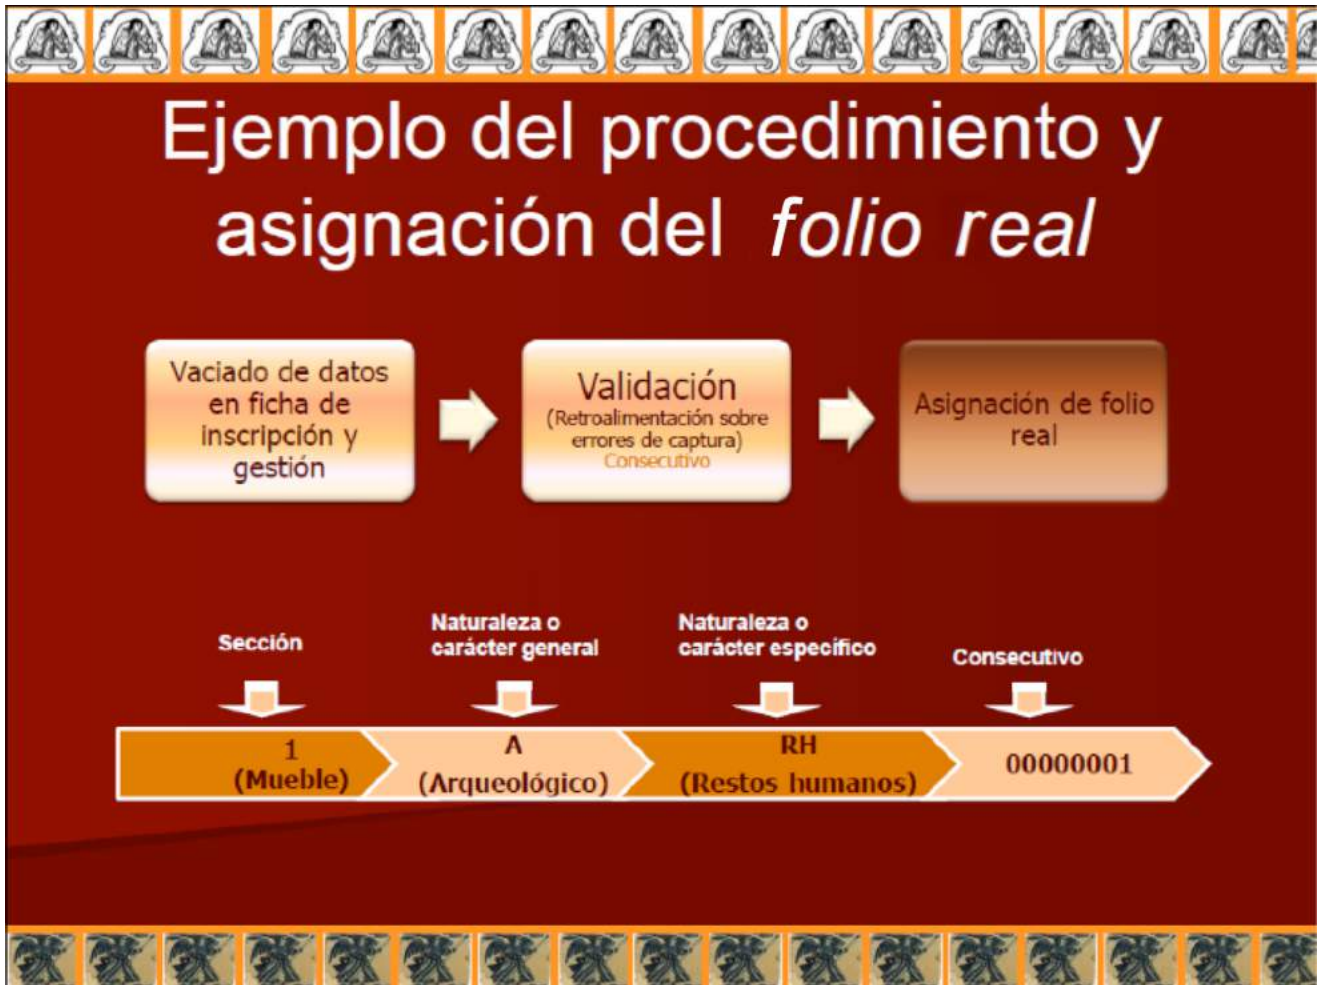 Ejemplo del procedimiento y
asignación del folio real
Vaciado de datos
en ficha de
inscripción y
gestión
Validación
(Retroalimentación sobre
errores de captura)
Consecutivo
Asignación de folio
real
Sección
Naturaleza o
carácter general
Naturaleza o
carácter específico
Consecutivo
1
(Mueble)
A
(Arqueológico)
RH
(Restos humanos)
00000001